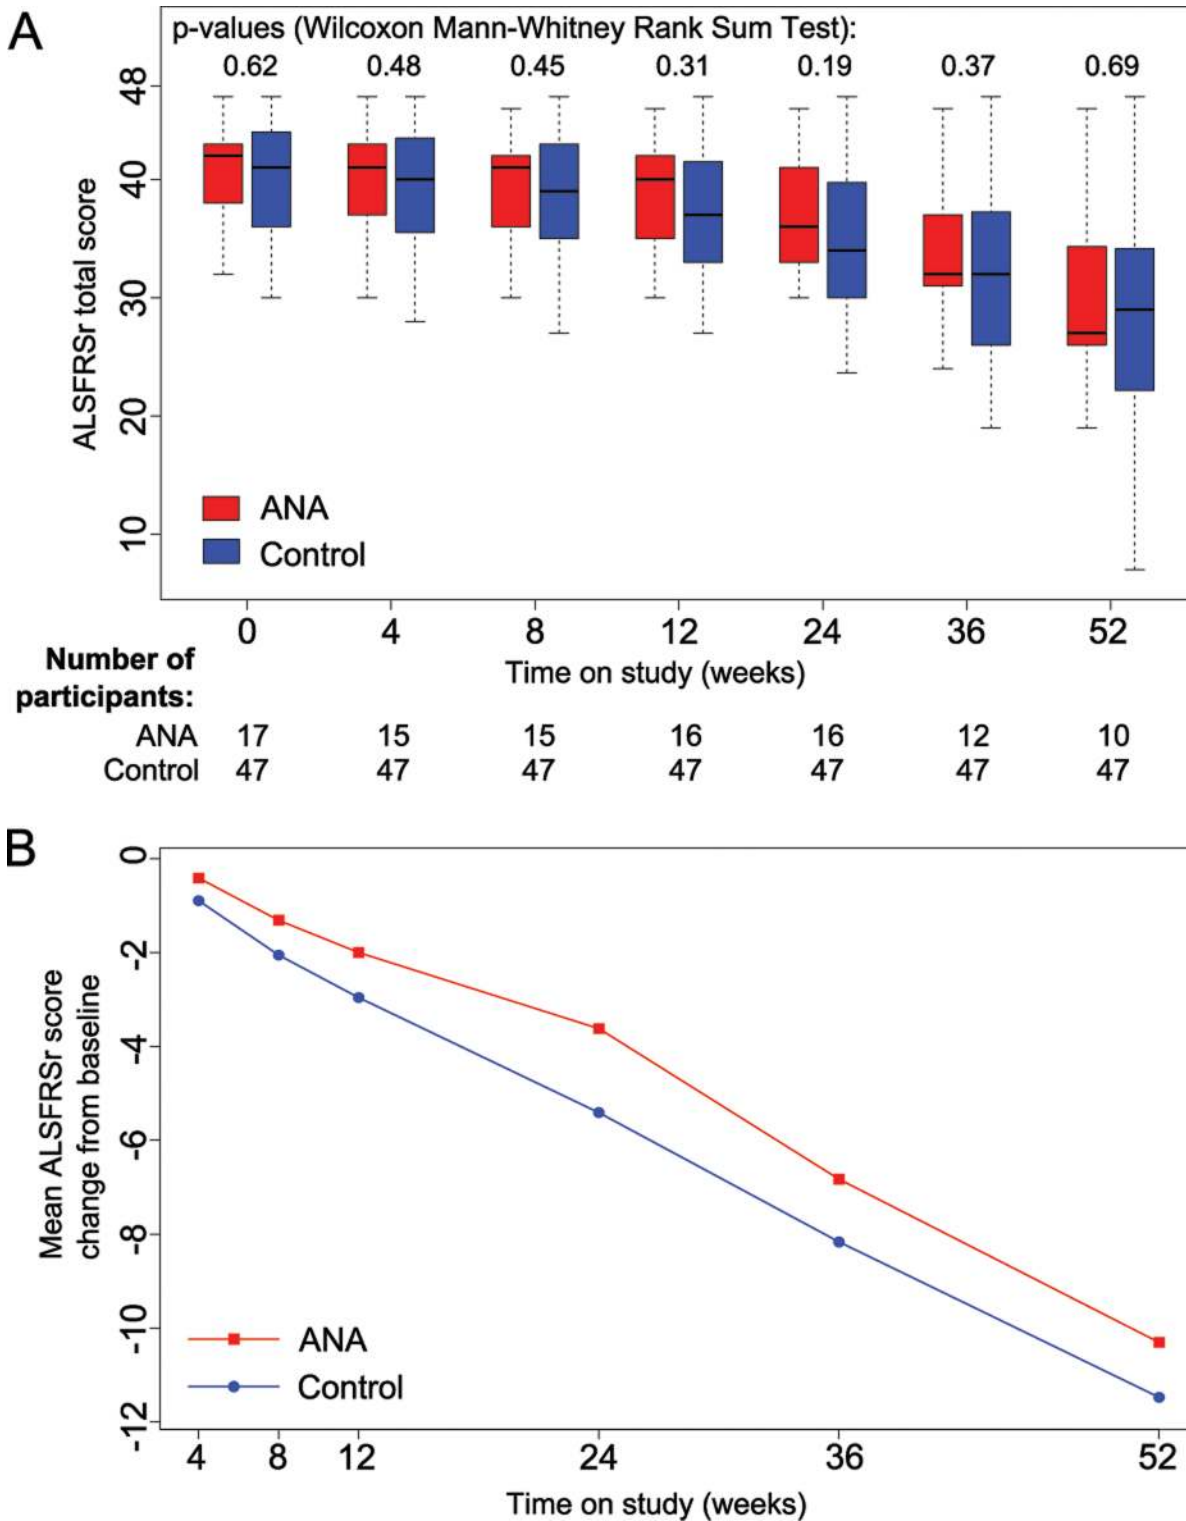 A
p-values (Wilcoxon Mann-Whitney Rank Sum Test):
0.62 0.48 0.45 0.31 0.19 0.37 0.69
ALSFRSr total score
48
40
30
20
10
ANA
Control
0 4 8 12 24 36 52
Time on study (weeks)
Number of
participants:
ANA 17 15 15 16 16 12 10
Control 47 47 47 47 47 47 47
B
Mean ALSFRSr score
change from baseline
0
-2
-4
-6
-8
-10
-12
ANA
Control
4 8 12 24 36 52
Time on study (weeks)